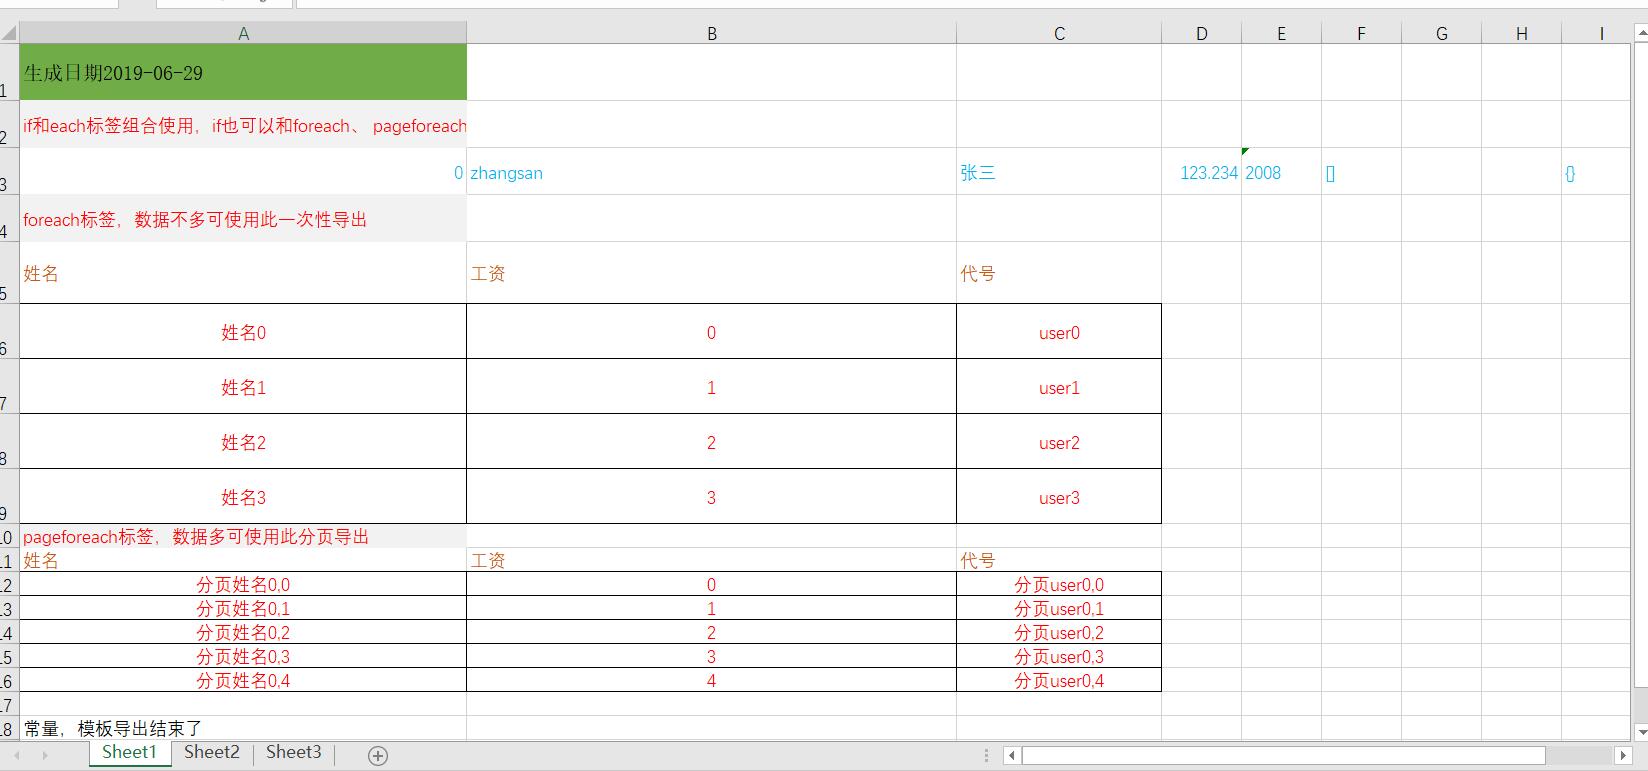 A B C D E F G H I
1 生成日期2019-06-29
2 if和each标签组合使用，if也可以和foreach、pageforeach
3 0 zhangsan 张三 123.234 2008 [] {}
4 foreach标签，数据不多可使用此一次性导出
5 姓名 工资 代号
6 姓名0 0 user0
7 姓名1 1 user1
8 姓名2 2 user2
9 姓名3 3 user3
10 pageforeach标签，数据多可使用此分页导出
11 姓名 工资 代号
12 分页姓名0,0 0 分页user0,0
13 分页姓名0,1 1 分页user0,1
14 分页姓名0,2 2 分页user0,2
15 分页姓名0,3 3 分页user0,3
16 分页姓名0,4 4 分页user0,4
17
18 常量，模板导出结束了
Sheet1 Sheet2 Sheet3